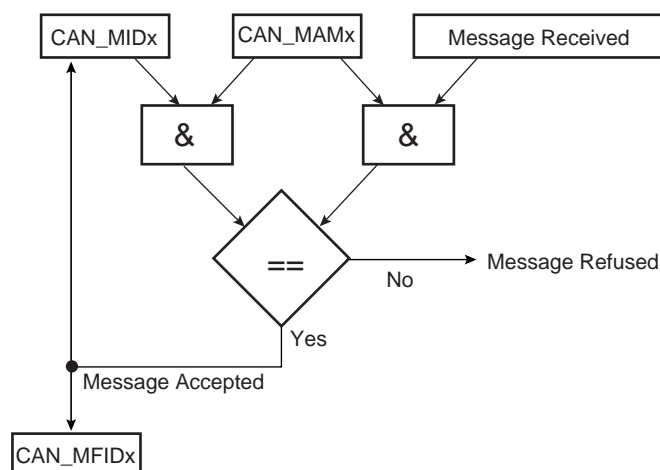 CAN_MIDx
CAN_MAMx
Message Received
&
&
==
No
Message Refused
Yes
Message Accepted
CAN_MFIDx